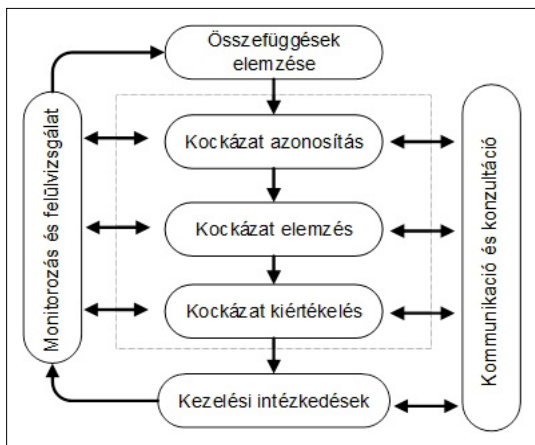 Összefüggések
elemzése
Kockázat azonosítás
Kockázat elemzés
Kockázat kiértékelés
Kezelési intézkedések
Monitorozás és felülvizsgálat
Kommunikáció és konzultáció